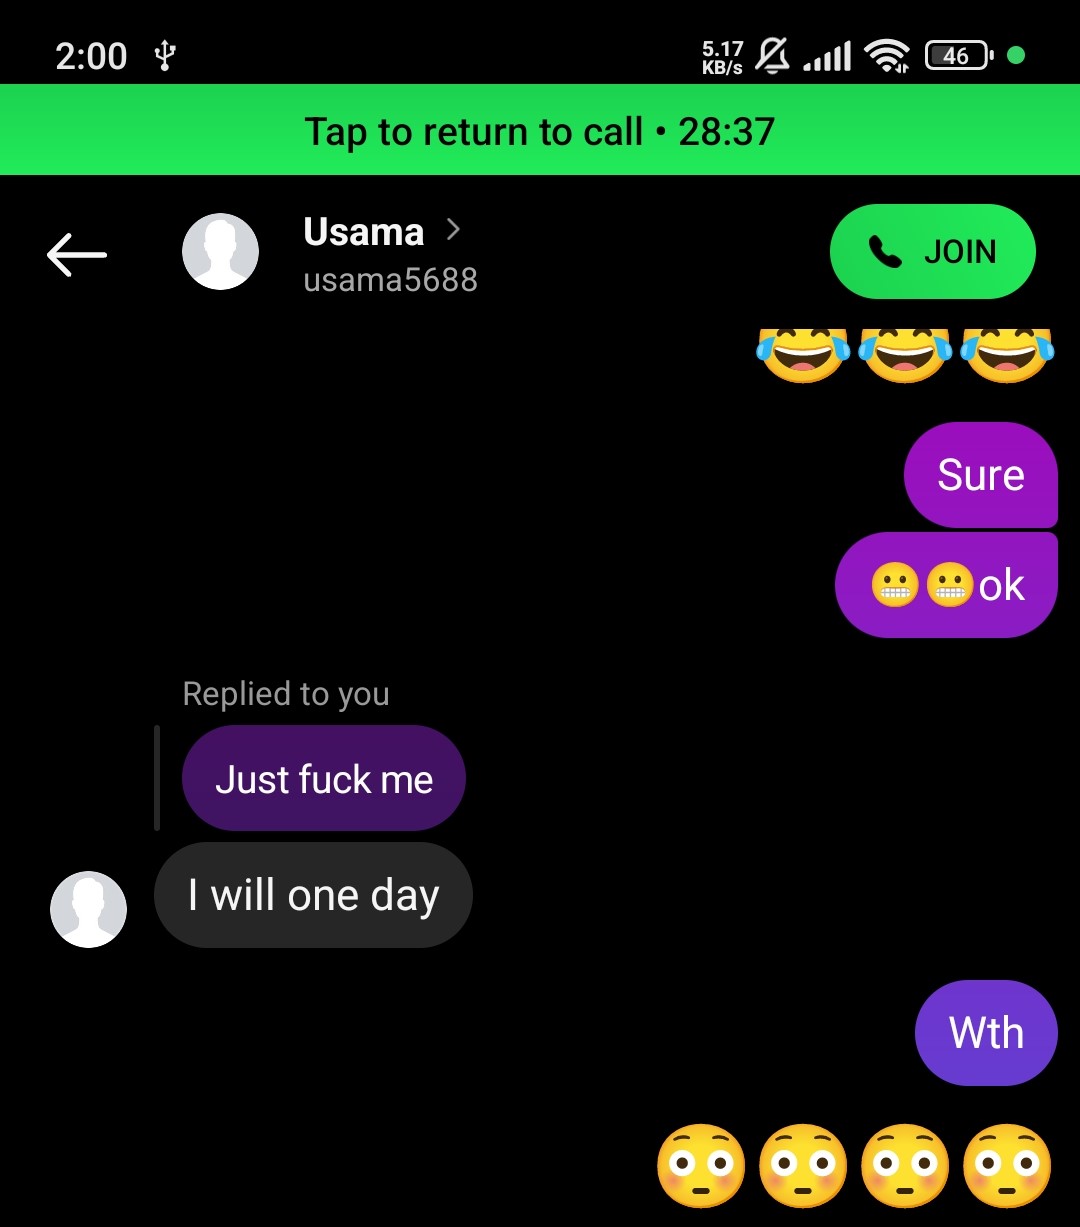 2:00
5.17
KB/s
46
Tap to return to call • 28:37
Usama
usama5688
JOIN
😂😂😂
Sure
😬😬ok
Replied to you
Just fuck me
I will one day
Wth
😳😳😳😳